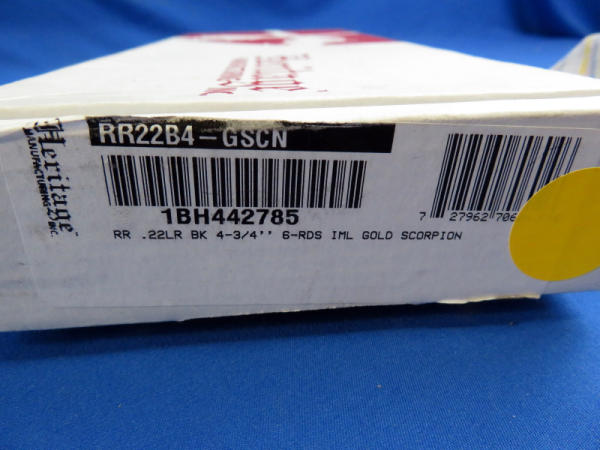 Heritage
MANUFACTURING INC.
RR22B4-GSCN
1BH442785
7 27962 706
RR .22LR BK 4-3/4'' 6-RDS IML GOLD SCORPION